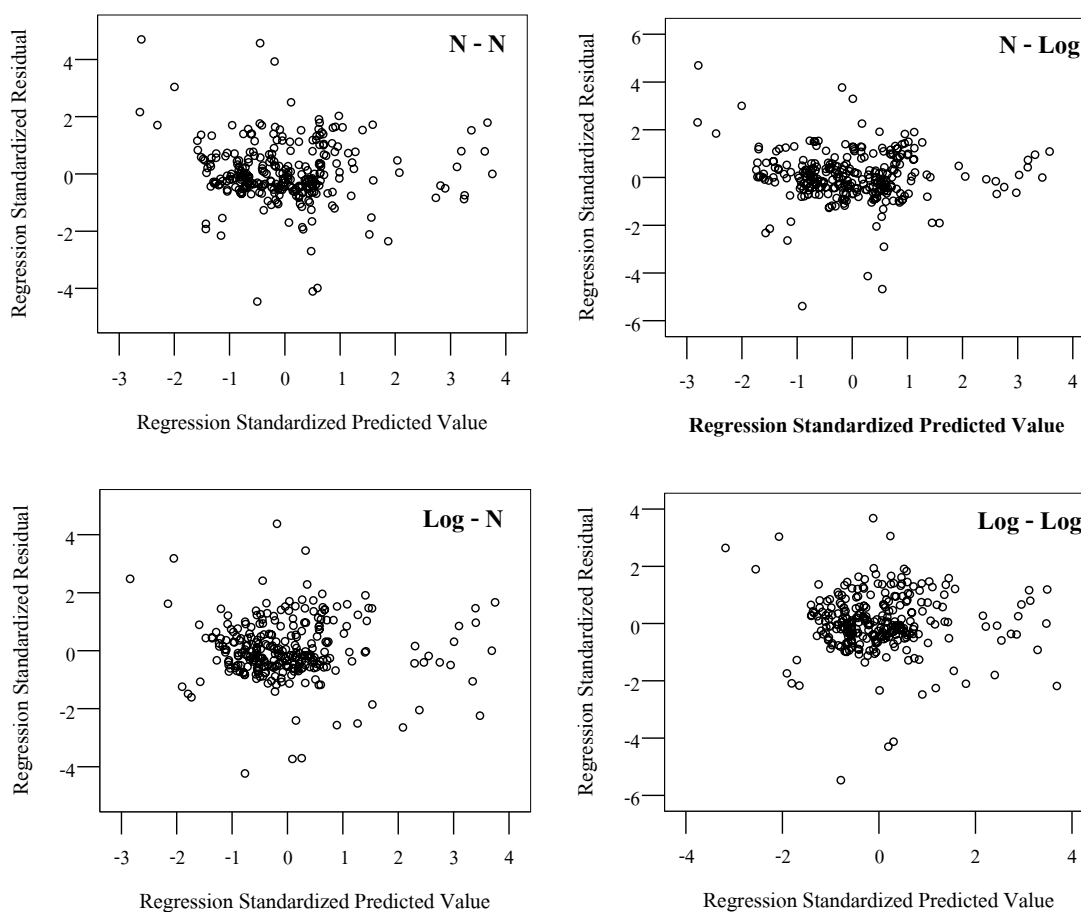 N - N
Regression Standardized Residual
4
2
0
-2
-4
-3 -2 -1 0 1 2 3 4
Regression Standardized Predicted Value
N - Log
Regression Standardized Residual
6
4
2
0
-2
-4
-6
-3 -2 -1 0 1 2 3 4
Regression Standardized Predicted Value
Log - N
Regression Standardized Residual
4
2
0
-2
-4
-3 -2 -1 0 1 2 3 4
Regression Standardized Predicted Value
Log - Log
Regression Standardized Residual
4
2
0
-2
-4
-6
-4 -2 0 2 4
Regression Standardized Predicted Value